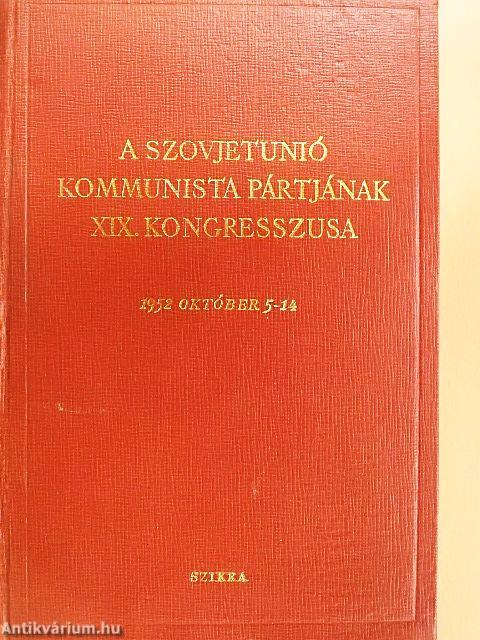 A SZOVJETUNIÓ
KOMMUNISTA PÁRTJÁNAK
XIX. KONGRESSZUSA
1952 OKTÓBER 5-14
SZIKRA
Antikvárium.hu